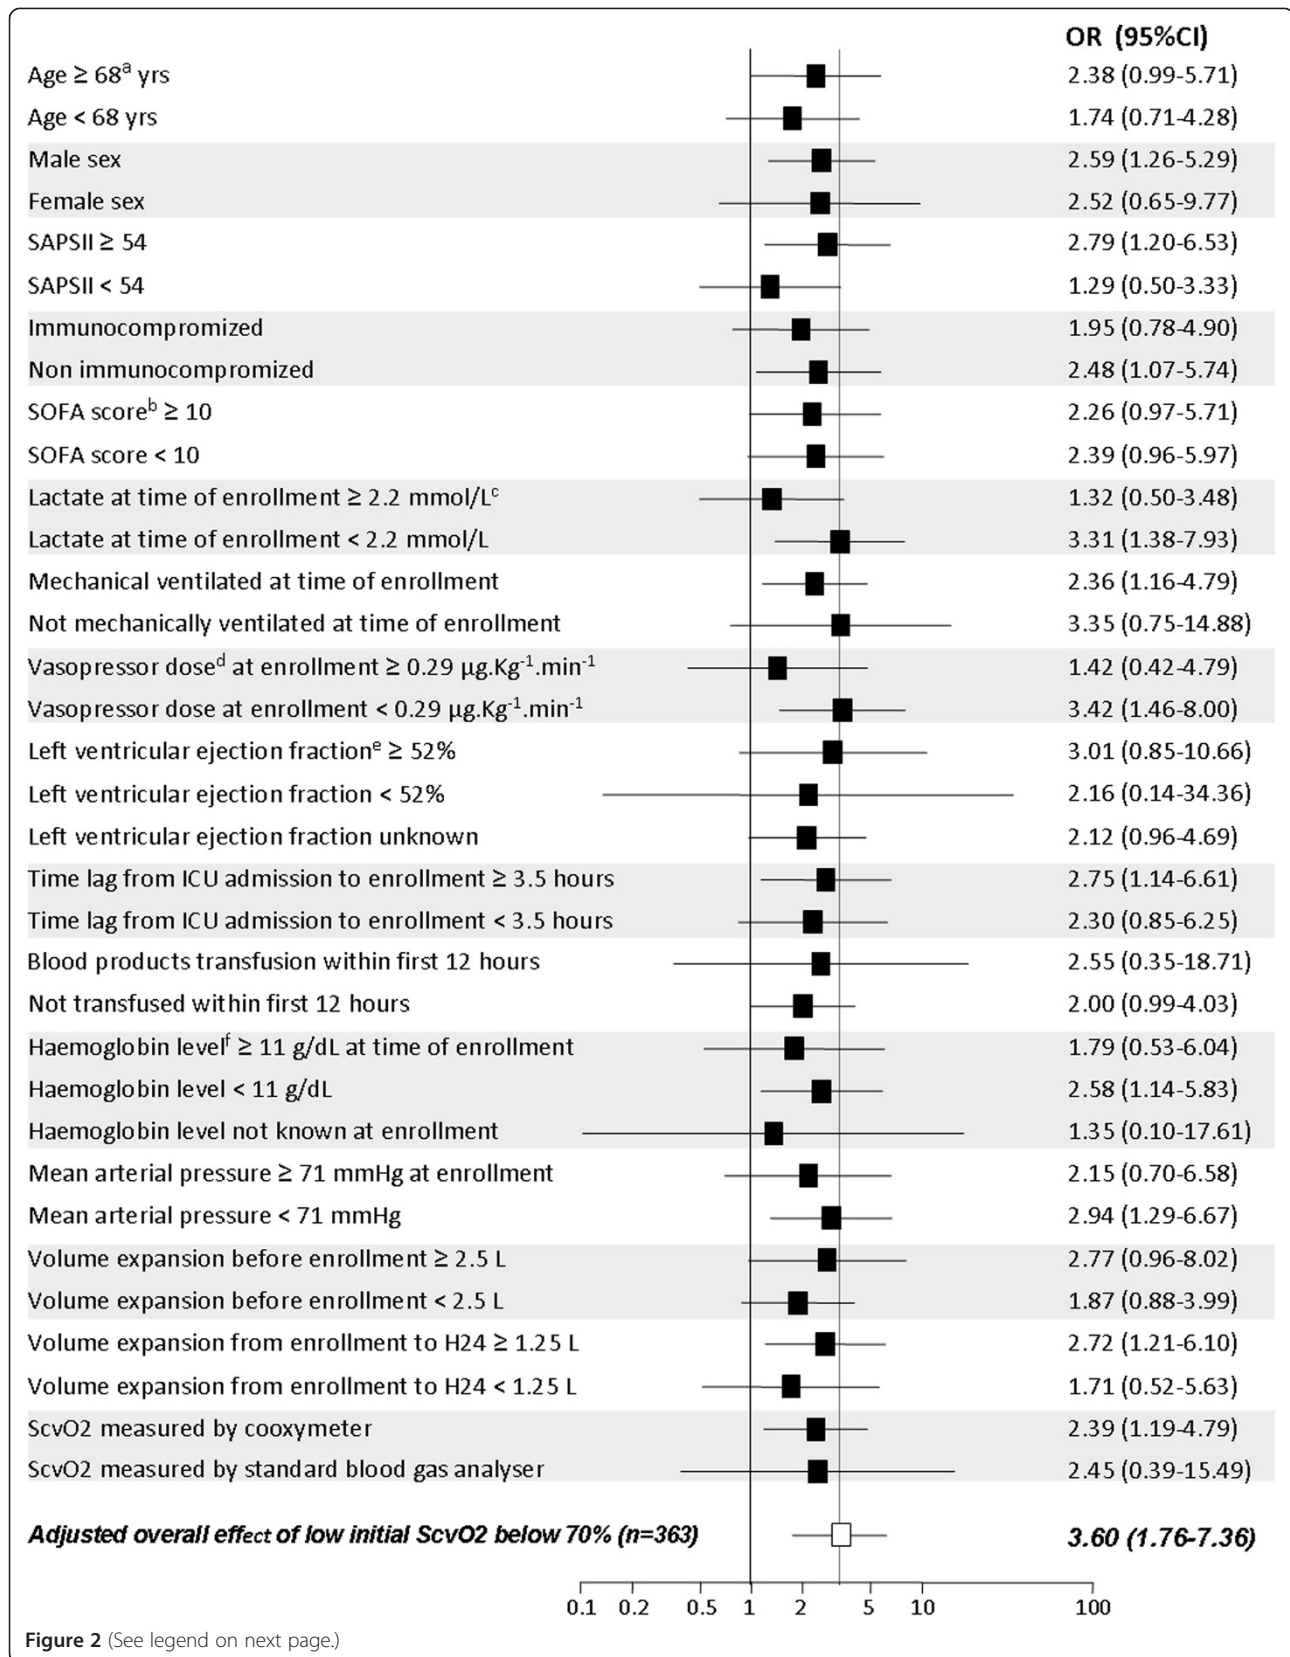 OR (95%CI)
Age ≥ 68ᵃ yrs 2.38 (0.99-5.71)
Age < 68 yrs 1.74 (0.71-4.28)
Male sex 2.59 (1.26-5.29)
Female sex 2.52 (0.65-9.77)
SAPSII ≥ 54 2.79 (1.20-6.53)
SAPSII < 54 1.29 (0.50-3.33)
Immunocompromized 1.95 (0.78-4.90)
Non immunocompromized 2.48 (1.07-5.74)
SOFA scoreᵇ ≥ 10 2.26 (0.97-5.71)
SOFA score < 10 2.39 (0.96-5.97)
Lactate at time of enrollment ≥ 2.2 mmol/Lᶜ 1.32 (0.50-3.48)
Lactate at time of enrollment < 2.2 mmol/L 3.31 (1.38-7.93)
Mechanical ventilated at time of enrollment 2.36 (1.16-4.79)
Not mechanically ventilated at time of enrollment 3.35 (0.75-14.88)
Vasopressor doseᵈ at enrollment ≥ 0.29 µg.Kg⁻¹.min⁻¹ 1.42 (0.42-4.79)
Vasopressor dose at enrollment < 0.29 µg.Kg⁻¹.min⁻¹ 3.42 (1.46-8.00)
Left ventricular ejection fractionᵉ ≥ 52% 3.01 (0.85-10.66)
Left ventricular ejection fraction < 52% 2.16 (0.14-34.36)
Left ventricular ejection fraction unknown 2.12 (0.96-4.69)
Time lag from ICU admission to enrollment ≥ 3.5 hours 2.75 (1.14-6.61)
Time lag from ICU admission to enrollment < 3.5 hours 2.30 (0.85-6.25)
Blood products transfusion within first 12 hours 2.55 (0.35-18.71)
Not transfused within first 12 hours 2.00 (0.99-4.03)
Haemoglobin levelᶠ ≥ 11 g/dL at time of enrollment 1.79 (0.53-6.04)
Haemoglobin level < 11 g/dL 2.58 (1.14-5.83)
Haemoglobin level not known at enrollment 1.35 (0.10-17.61)
Mean arterial pressure ≥ 71 mmHg at enrollment 2.15 (0.70-6.58)
Mean arterial pressure < 71 mmHg 2.94 (1.29-6.67)
Volume expansion before enrollment ≥ 2.5 L 2.77 (0.96-8.02)
Volume expansion before enrollment < 2.5 L 1.87 (0.88-3.99)
Volume expansion from enrollment to H24 ≥ 1.25 L 2.72 (1.21-6.10)
Volume expansion from enrollment to H24 < 1.25 L 1.71 (0.52-5.63)
ScvO2 measured by cooxymeter 2.39 (1.19-4.79)
ScvO2 measured by standard blood gas analyser 2.45 (0.39-15.49)
Adjusted overall effect of low initial ScvO2 below 70% (n=363) 3.60 (1.76-7.36)
0.1 0.2 0.5 1 2 5 10 100
Figure 2 (See legend on next page.)